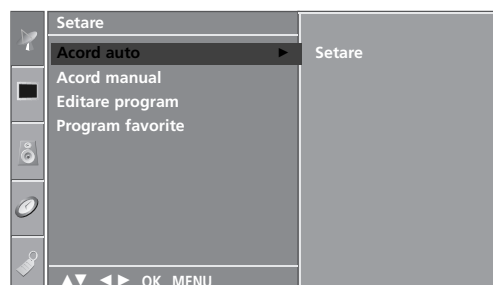 Setare
Acord auto ► Setare
Acord manual
Editare program
Program favorite
▲▼ ◄► OK MENU